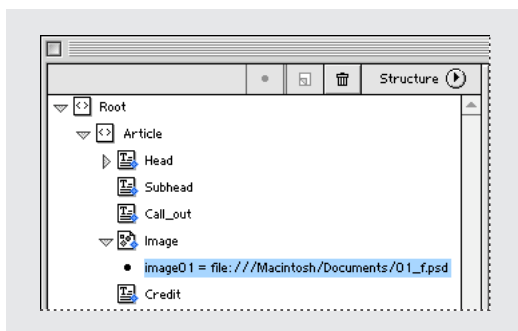 Structure
Root
Article
Head
Subhead
Call_out
Image
image01 = file:///Macintosh/Documents/01_f.psd
Credit